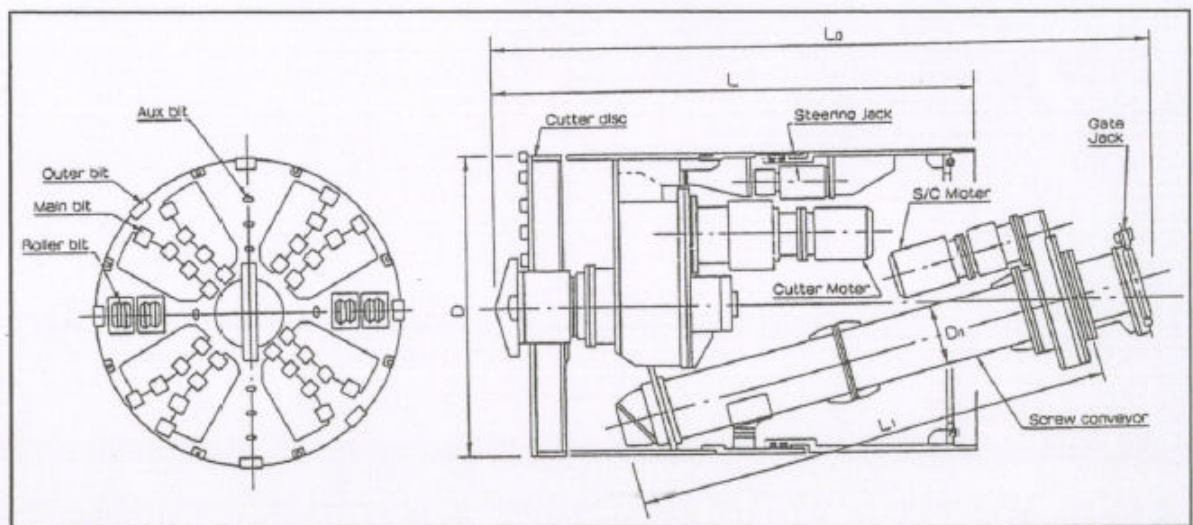 Aux bit
Outer bit
Main bit
Roller bit
L0
L
Cutter disc
Steering Jack
Gate
Jack
S/C Moter
Cutter Moter
D
D1
L1
Screw conveyor